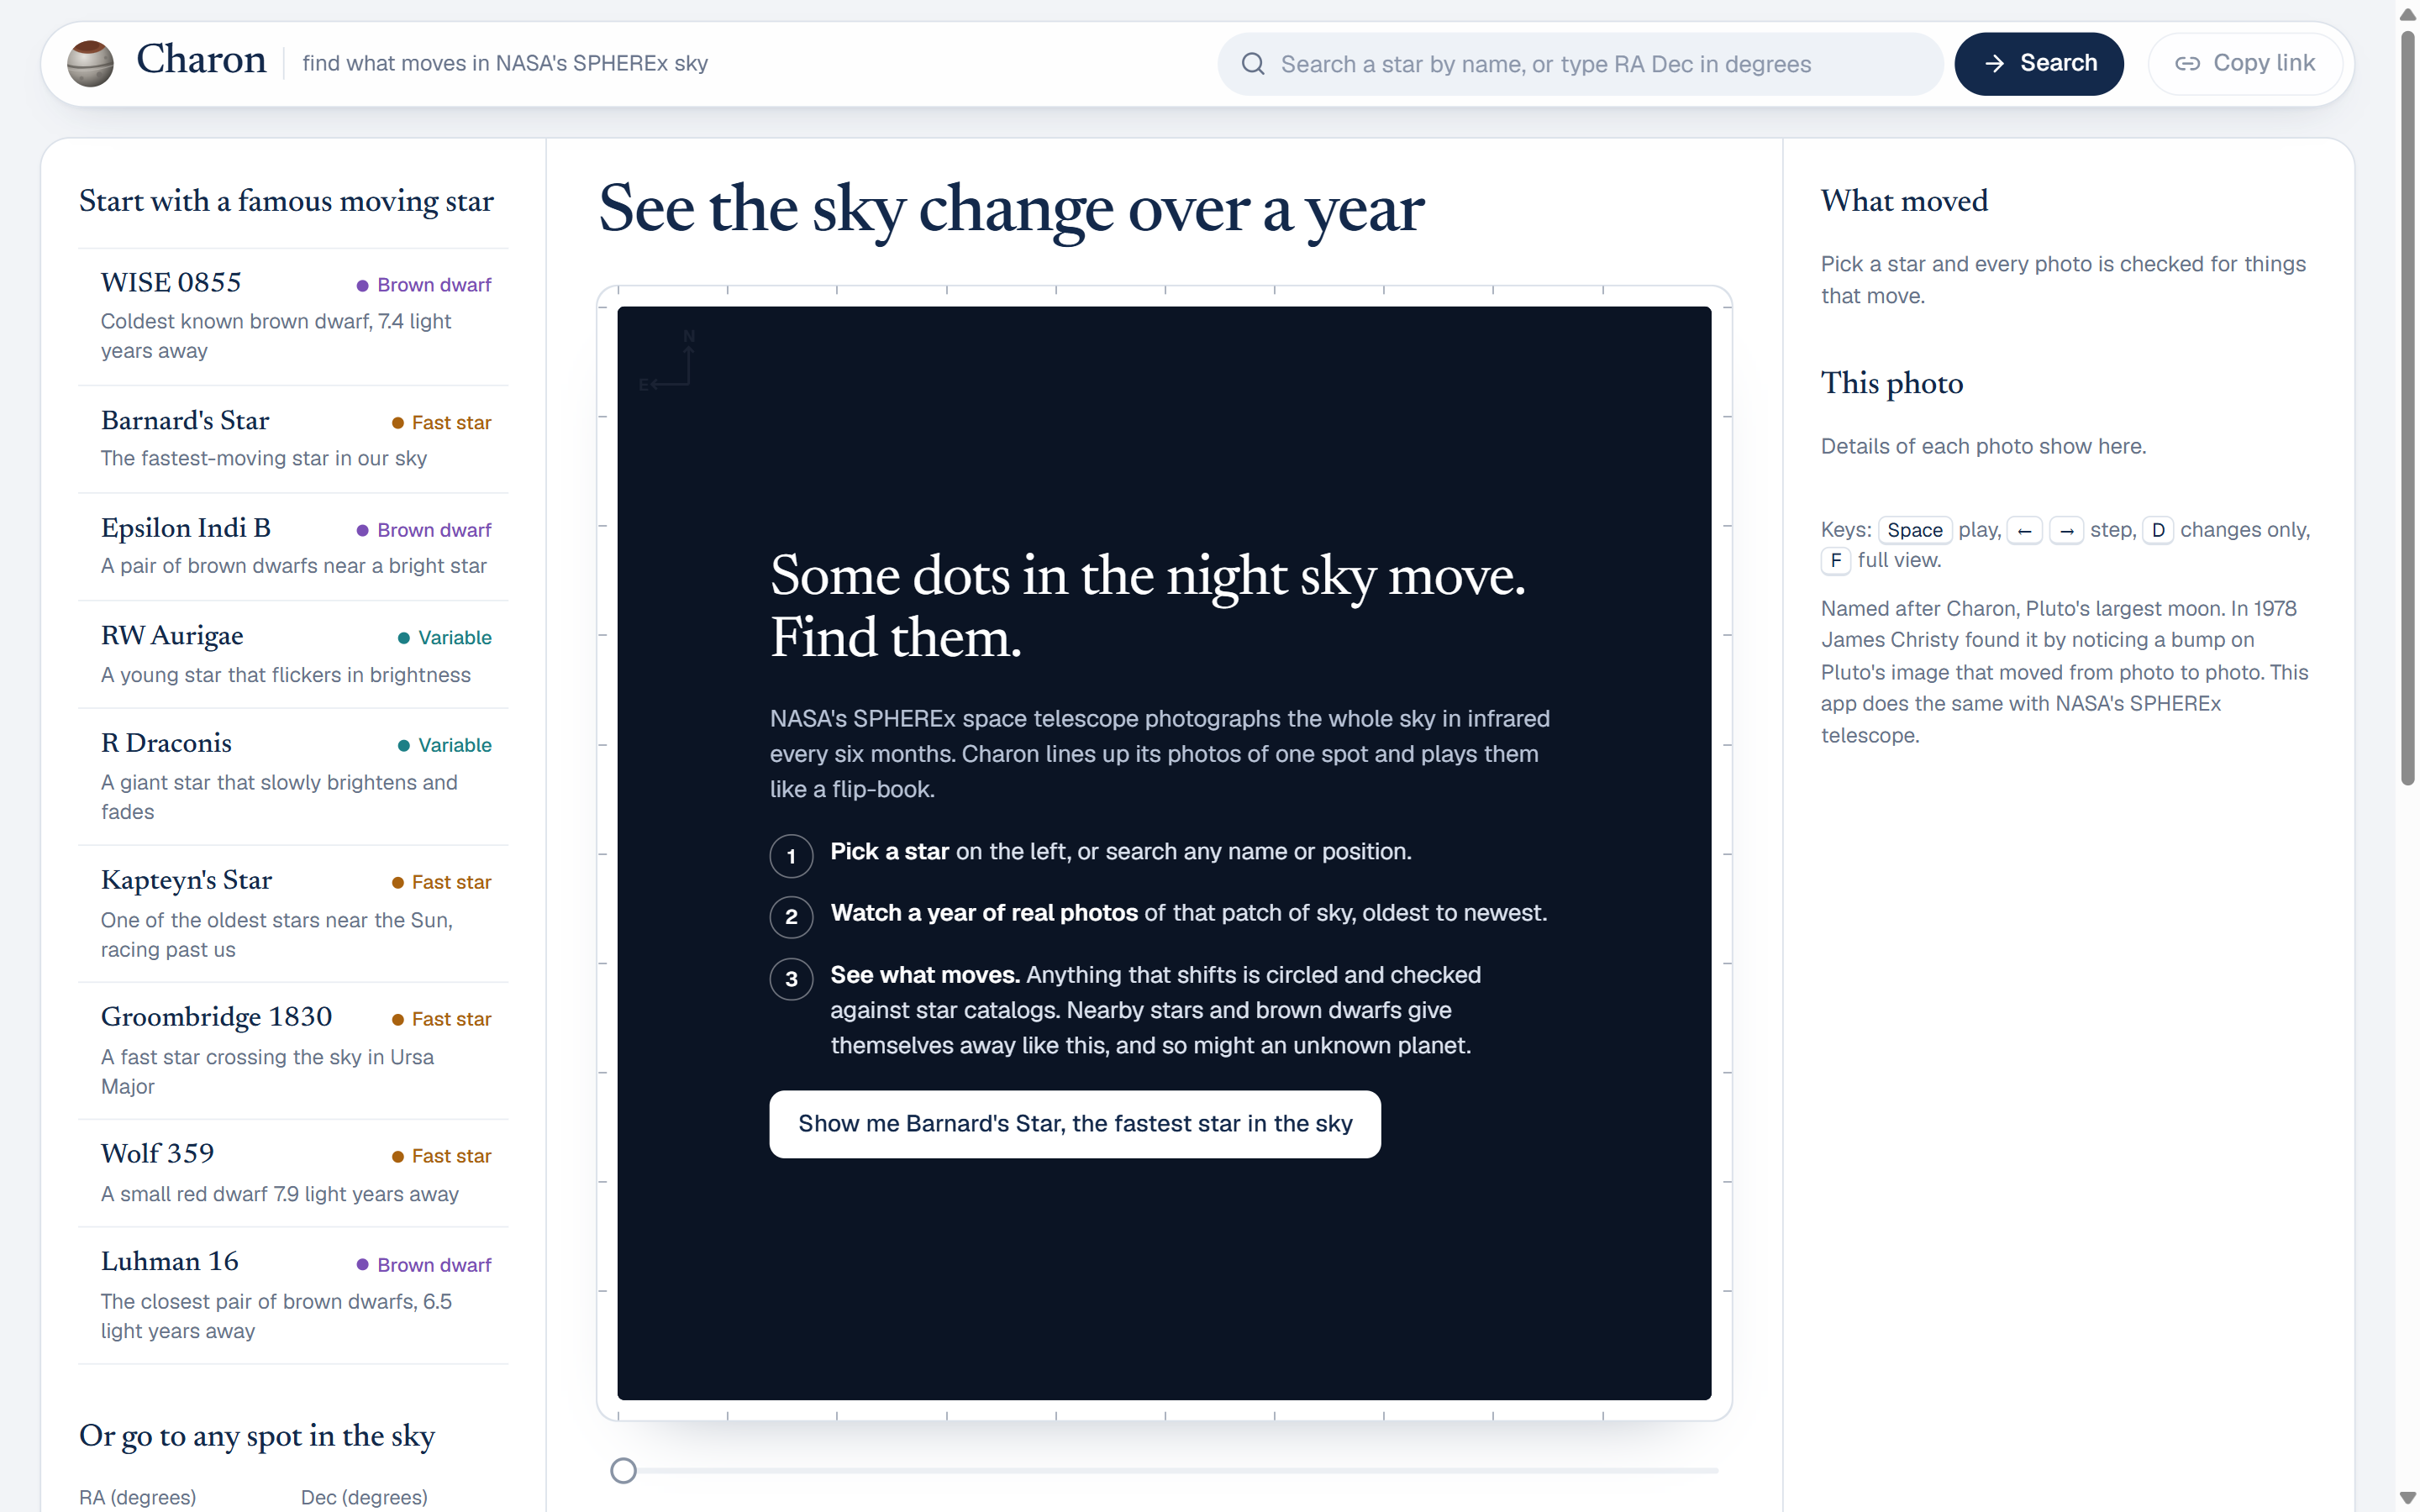 Charon
find what moves in NASA's SPHEREx sky
Search a star by name, or type RA Dec in degrees
Search
Copy link
Start with a famous moving star
WISE 0855
Brown dwarf
Coldest known brown dwarf, 7.4 light
years away
Barnard's Star
Fast star
The fastest-moving star in our sky
Epsilon Indi B
Brown dwarf
A pair of brown dwarfs near a bright star
RW Aurigae
Variable
A young star that flickers in brightness
R Draconis
Variable
A giant star that slowly brightens and
fades
Kapteyn's Star
Fast star
One of the oldest stars near the Sun,
racing past us
Groombridge 1830
Fast star
A fast star crossing the sky in Ursa
Major
Wolf 359
Fast star
A small red dwarf 7.9 light years away
Luhman 16
Brown dwarf
The closest pair of brown dwarfs, 6.5
light years away
Or go to any spot in the sky
RA (degrees)
Dec (degrees)
See the sky change over a year
N
E
Some dots in the night sky move.
Find them.
NASA's SPHEREx space telescope photographs the whole sky in infrared
every six months. Charon lines up its photos of one spot and plays them
like a flip-book.
1 Pick a star on the left, or search any name or position.
2 Watch a year of real photos of that patch of sky, oldest to newest.
3 See what moves. Anything that shifts is circled and checked
against star catalogs. Nearby stars and brown dwarfs give
themselves away like this, and so might an unknown planet.
Show me Barnard's Star, the fastest star in the sky
What moved
Pick a star and every photo is checked for things
that move.
This photo
Details of each photo show here.
Keys: Space play, ← → step, D changes only,
F full view.
Named after Charon, Pluto's largest moon. In 1978
James Christy found it by noticing a bump on
Pluto's image that moved from photo to photo. This
app does the same with NASA's SPHEREx
telescope.